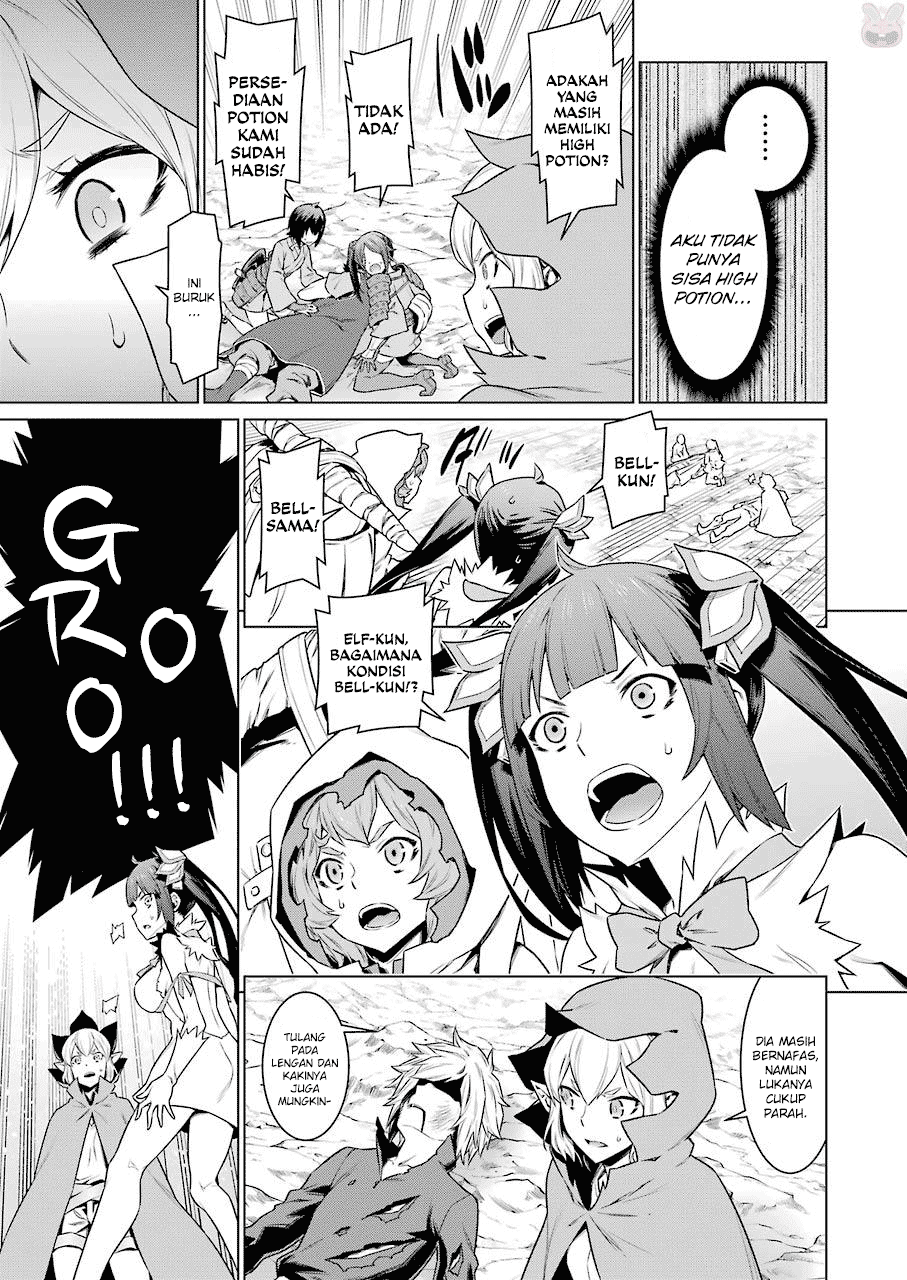 ......
AKU TIDAK
PUNYA
SISA HIGH
POTION...
ADAKAH YANG
MASIH
MEMILIKI
HIGH
POTION?
TIDAK
ADA!
PERSE-
DIAAN
POTION
KAMI
SUDAH
HABIS!
INI
BURUK
...
BELL-
KUN!
BELL-
SAMA!
ELF-KUN,
BAGAIMANA
KONDISI
BELL-KUN!?
DIA MASIH
BERNAFAS,
NAMUN
LUKANYA
CUKUP
PARAH.
TULANG
PADA
LENGAN DAN
KAKINYA
JUGA
MUNGKIN-
GROOO!!!